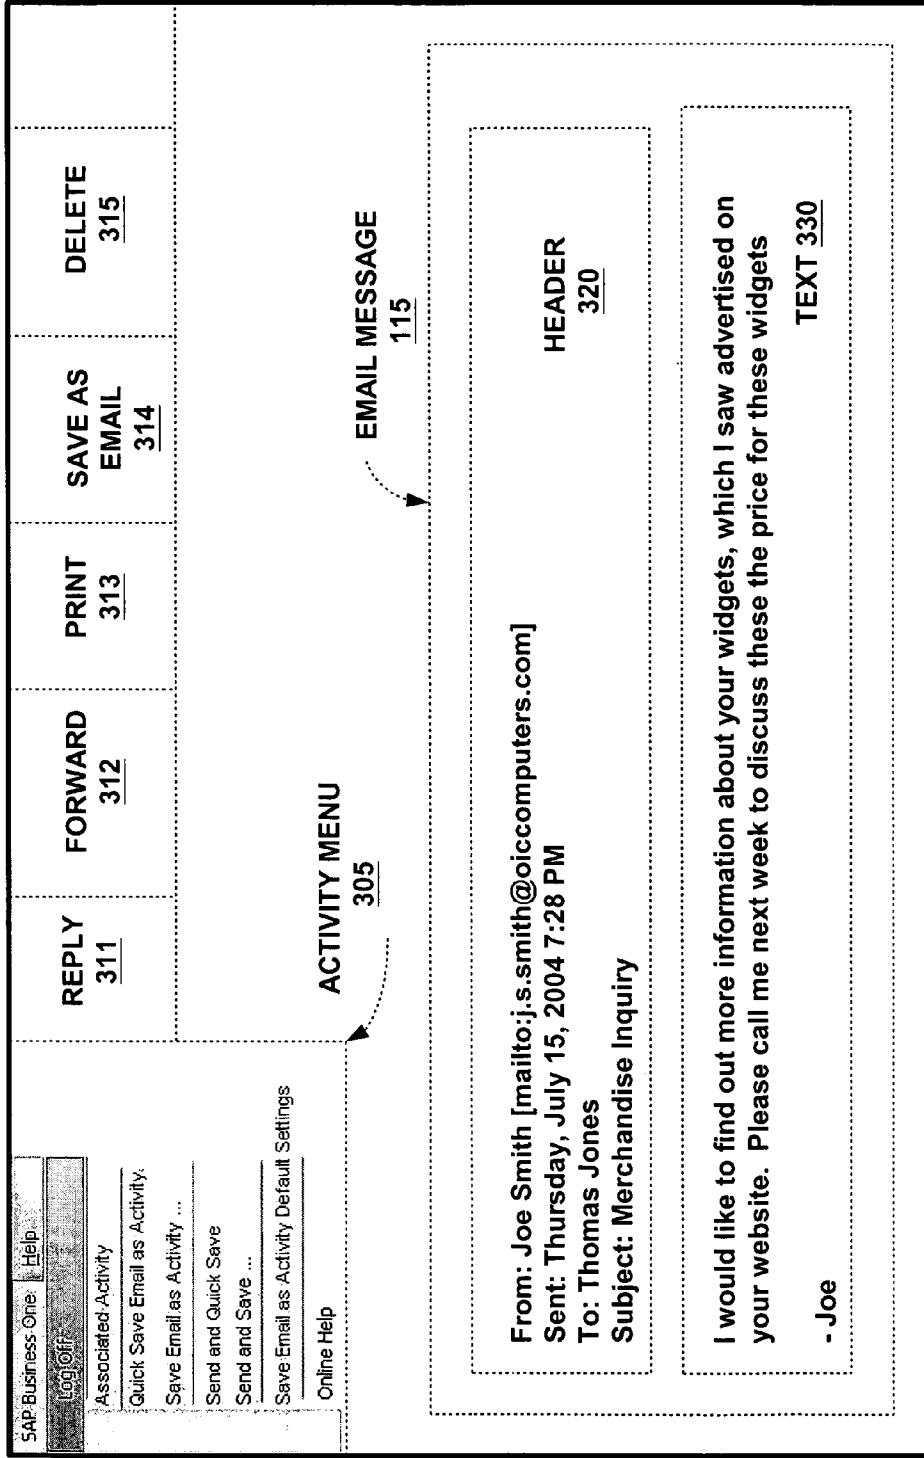 SAP Business One Help
Log Off
Associated Activity
Quick Save Email as Activity
Save Email as Activity ...
Send and Quick Save
Send and Save ...
Save Email as Activity Default Settings
Online Help
REPLY
311
FORWARD
312
PRINT
313
SAVE AS
EMAIL
314
DELETE
315
ACTIVITY MENU
305
EMAIL MESSAGE
115
From: Joe Smith [mailto:j.s.smith@oiccomputers.com]
Sent: Thursday, July 15, 2004 7:28 PM
To: Thomas Jones
Subject: Merchandise Inquiry
HEADER
320
I would like to find out more information about your widgets, which I saw advertised on
your website. Please call me next week to discuss these the price for these widgets
TEXT 330
- Joe